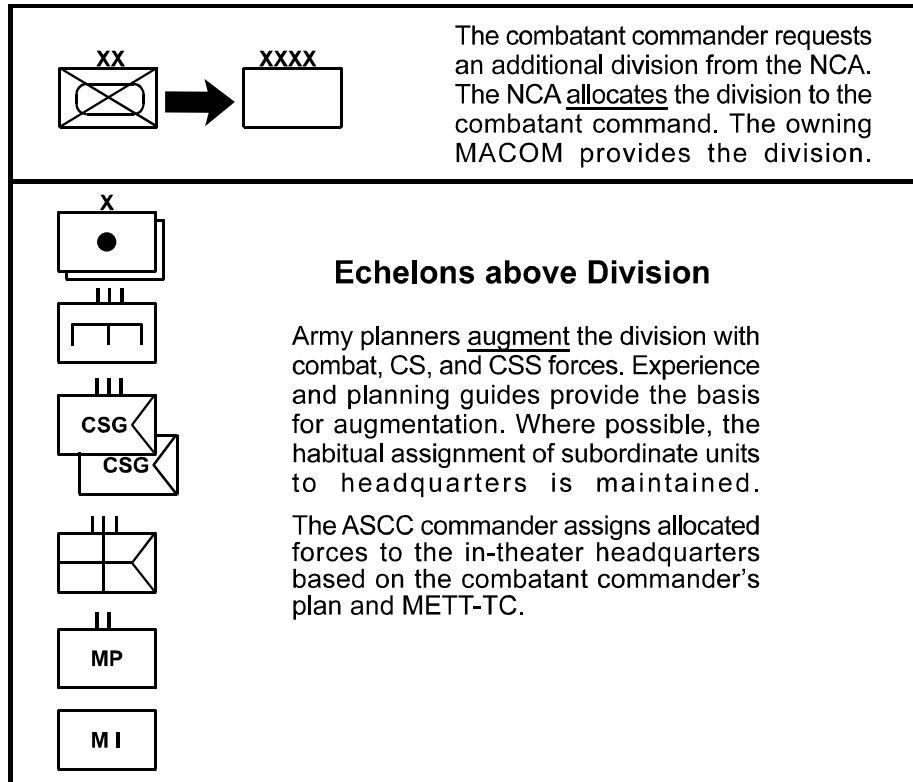 XX
XXXX
The combatant commander requests
an additional division from the NCA.
The NCA allocates the division to the
combatant command. The owning
MACOM provides the division.
X
Echelons above Division
Army planners augment the division with
combat, CS, and CSS forces. Experience
and planning guides provide the basis
for augmentation. Where possible, the
habitual assignment of subordinate units
to headquarters is maintained.
The ASCC commander assigns allocated
forces to the in-theater headquarters
based on the combatant commander's
plan and METT-TC.
III
III
CSG
CSG
III
II
MP
MI